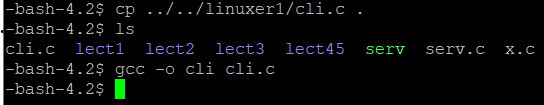 -bash-4.2$ cp ../../linuxer1/cli.c .
-bash-4.2$ ls
cli.c lect1 lect2 lect3 lect45 serv serv.c x.c
-bash-4.2$ gcc -o cli cli.c
-bash-4.2$